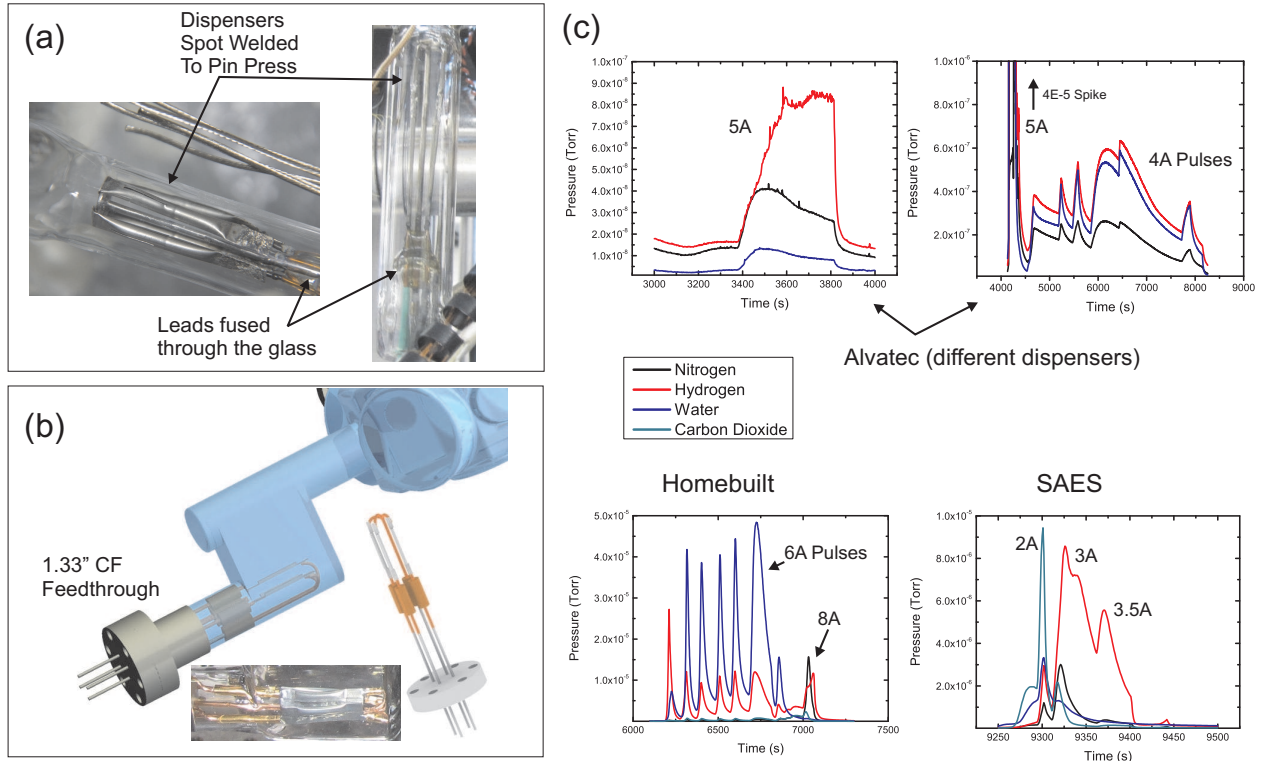 (a)
Dispensers
Spot Welded
To Pin Press
Leads fused
through the glass
(b)
1.33” CF
Feedthrough
(c)
1.0x10⁻⁷
9.0x10⁻⁸
8.0x10⁻⁸
7.0x10⁻⁸
6.0x10⁻⁸
5.0x10⁻⁸
4.0x10⁻⁸
3.0x10⁻⁸
2.0x10⁻⁸
1.0x10⁻⁸
Pressure (Torr)
5A
3000 3200 3400 3600 3800 4000
Time (s)
1.0x10⁻⁶
8.0x10⁻⁷
6.0x10⁻⁷
4.0x10⁻⁷
2.0x10⁻⁷
Pressure (Torr)
4E-5 Spike
5A
4A Pulses
4000 5000 6000 7000 8000 9000
Time (s)
Alvatec (different dispensers)
Nitrogen
Hydrogen
Water
Carbon Dioxide
Homebuilt
5.0x10⁻⁵
4.0x10⁻⁵
3.0x10⁻⁵
2.0x10⁻⁵
1.0x10⁻⁵
Pressure (Torr)
6A Pulses
8A
6000 6500 7000 7500
Time (s)
SAES
1.0x10⁻⁵
8.0x10⁻⁶
6.0x10⁻⁶
4.0x10⁻⁶
2.0x10⁻⁶
Pressure (Torr)
2A
3A
3.5A
9250 9300 9350 9400 9450 9500
Time (s)